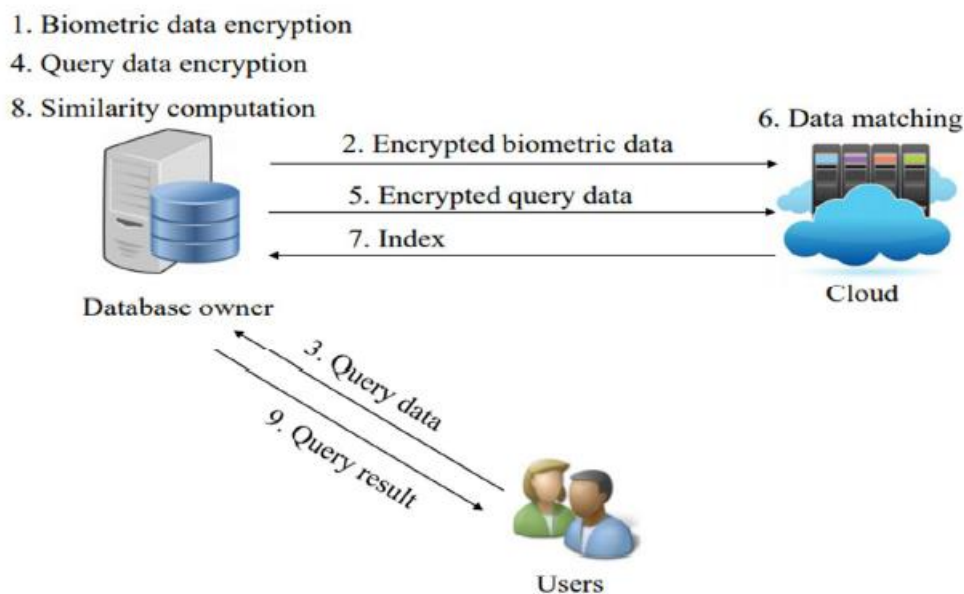 1. Biometric data encryption
4. Query data encryption
8. Similarity computation
6. Data matching
2. Encrypted biometric data
5. Encrypted query data
7. Index
Database owner
Cloud
3. Query data
9. Query result
Users